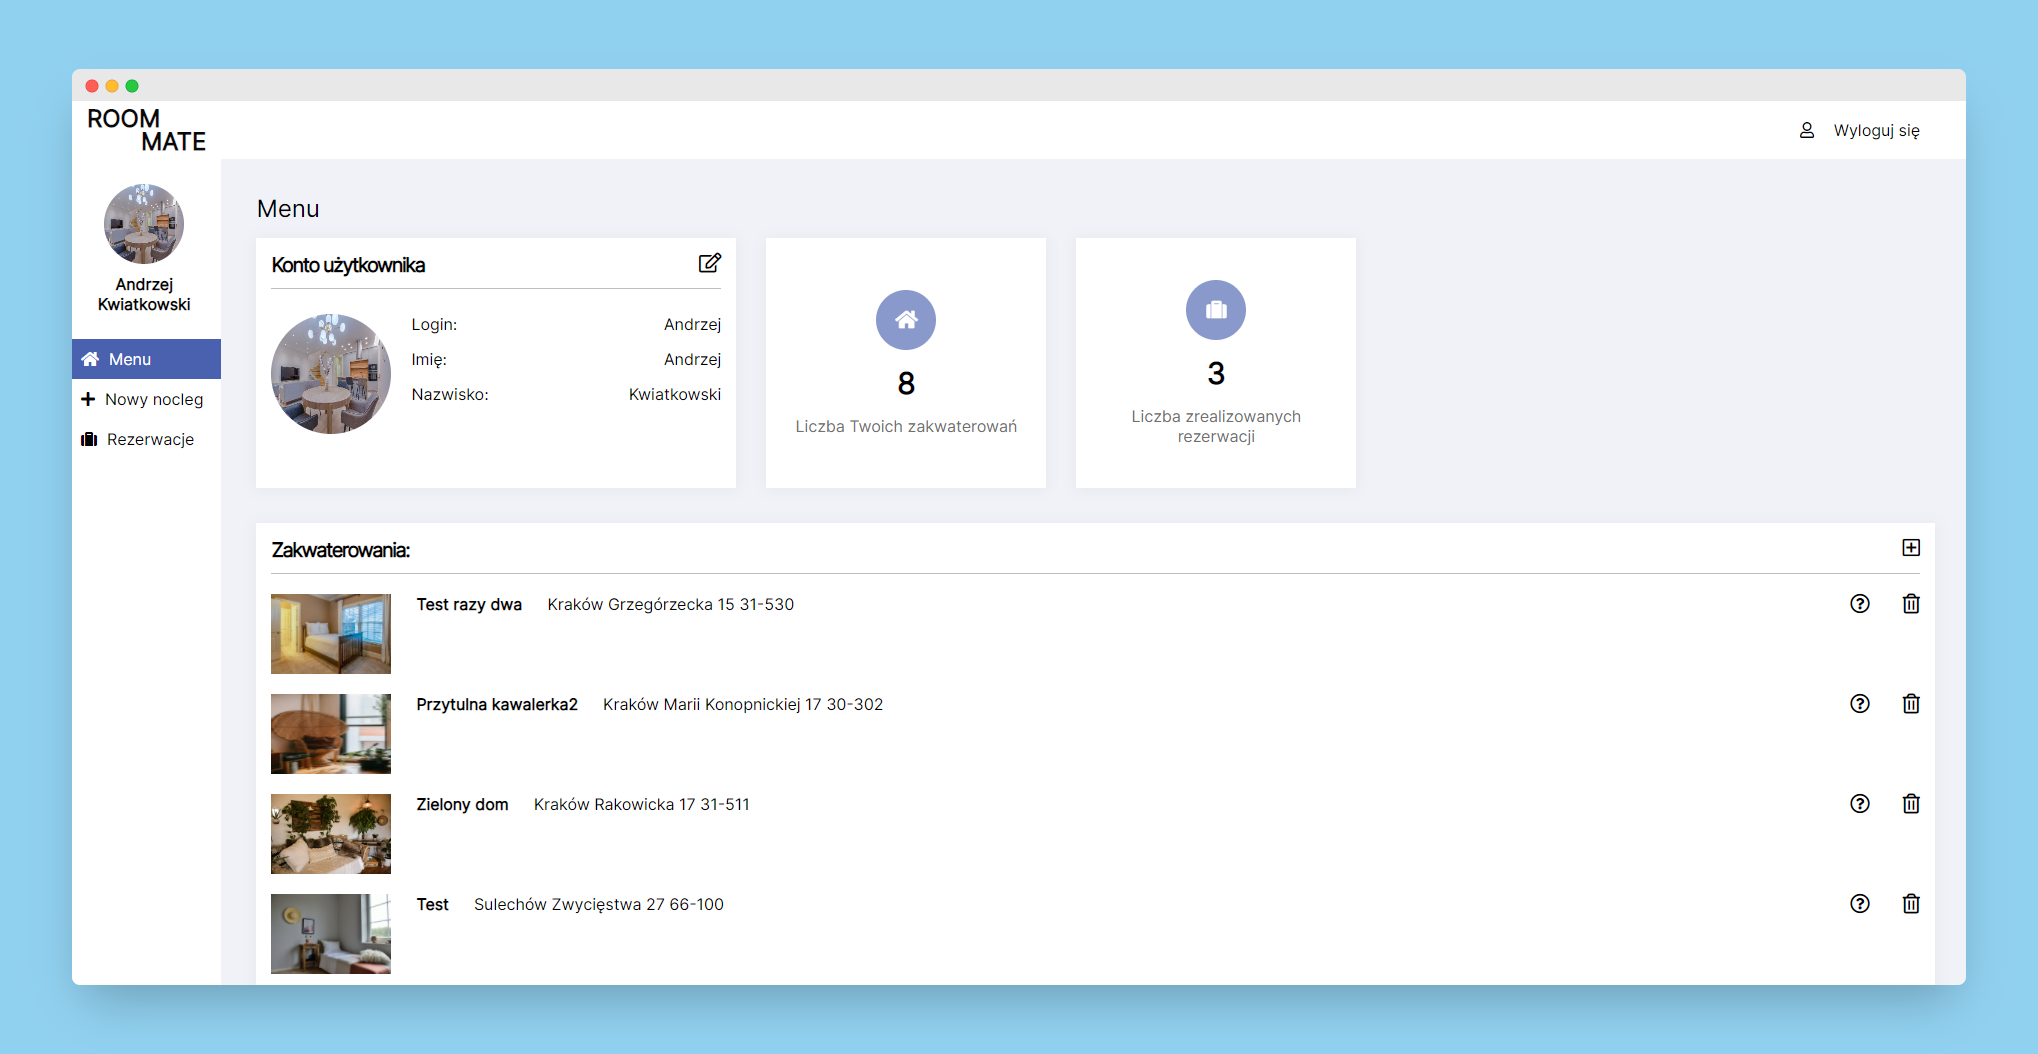 ROOM
MATE
Wyloguj się
Andrzej
Kwiatkowski
Menu
Nowy nocleg
Rezerwacje
Menu
Konto użytkownika
Login: Andrzej
Imię: Andrzej
Nazwisko: Kwiatkowski
8
Liczba Twoich zakwaterowań
3
Liczba zrealizowanych
rezerwacji
Zakwaterowania:
Test razy dwa Kraków Grzegórzecka 15 31-530
Przytulna kawalerka2 Kraków Marii Konopnickiej 17 30-302
Zielony dom Kraków Rakowicka 17 31-511
Test Sulechów Zwycięstwa 27 66-100